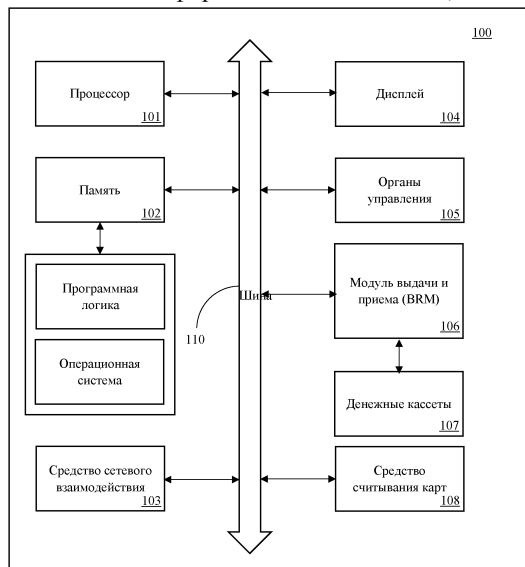 100
Процессор
101
Дисплей
104
Память
102
Органы
управления
105
Программная
логика
Операционная
система
Шина
110
Модуль выдачи и
приема (BRM)
106
Денежные кассеты
107
Средство сетевого
взаимодействия
103
Средство
считывания карт
108